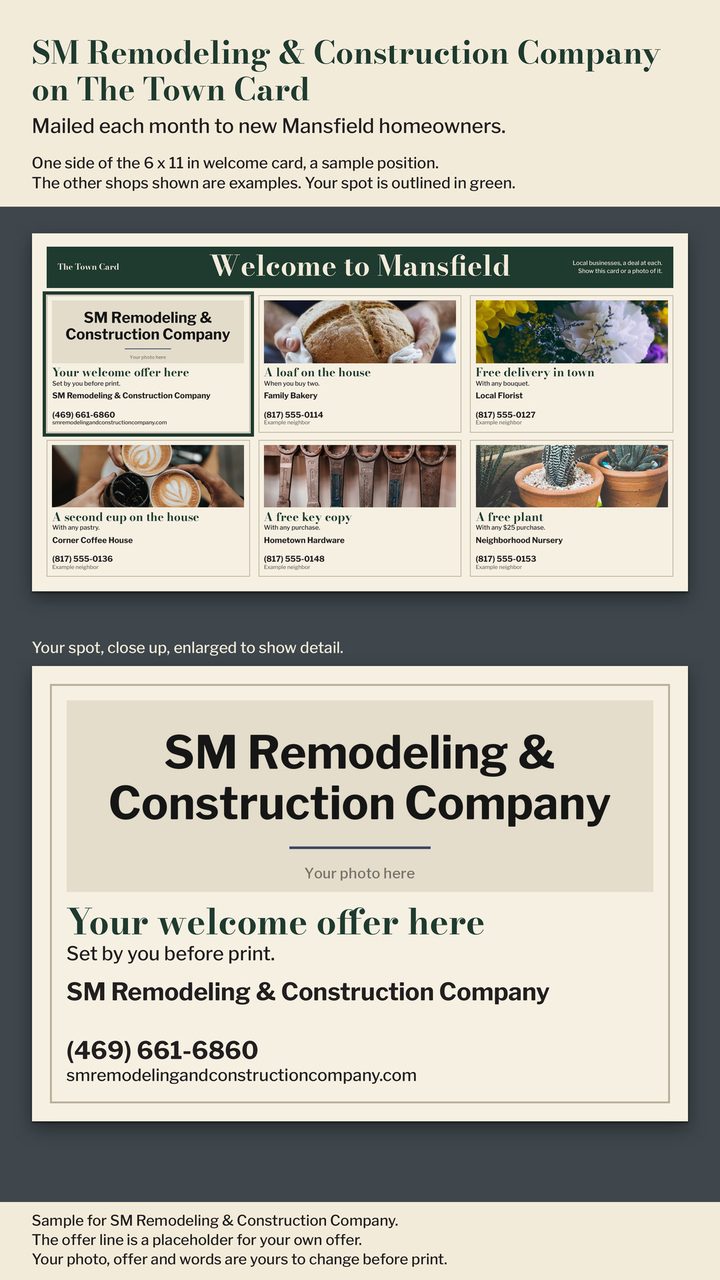 SM Remodeling & Construction Company
on The Town Card
Mailed each month to new Mansfield homeowners.
One side of the 6 x 11 in welcome card, a sample position.
The other shops shown are examples. Your spot is outlined in green.
The Town Card
Welcome to Mansfield
Local businesses, a deal at each.
Show this card or a photo of it.
SM Remodeling &
Construction Company
Your photo here
Your welcome offer here
Set by you before print.
SM Remodeling & Construction Company
(469) 661-6860
smremodelingandconstructioncompany.com
A loaf on the house
When you buy two.
Family Bakery
(817) 555-0114
Example neighbor
Free delivery in town
With any bouquet.
Local Florist
(817) 555-0127
Example neighbor
A second cup on the house
With any pastry.
Corner Coffee House
(817) 555-0136
Example neighbor
A free key copy
With any purchase.
Hometown Hardware
(817) 555-0148
Example neighbor
A free plant
With any $25 purchase.
Neighborhood Nursery
(817) 555-0153
Example neighbor
Your spot, close up, enlarged to show detail.
SM Remodeling &
Construction Company
Your photo here
Your welcome offer here
Set by you before print.
SM Remodeling & Construction Company
(469) 661-6860
smremodelingandconstructioncompany.com
Sample for SM Remodeling & Construction Company.
The offer line is a placeholder for your own offer.
Your photo, offer and words are yours to change before print.